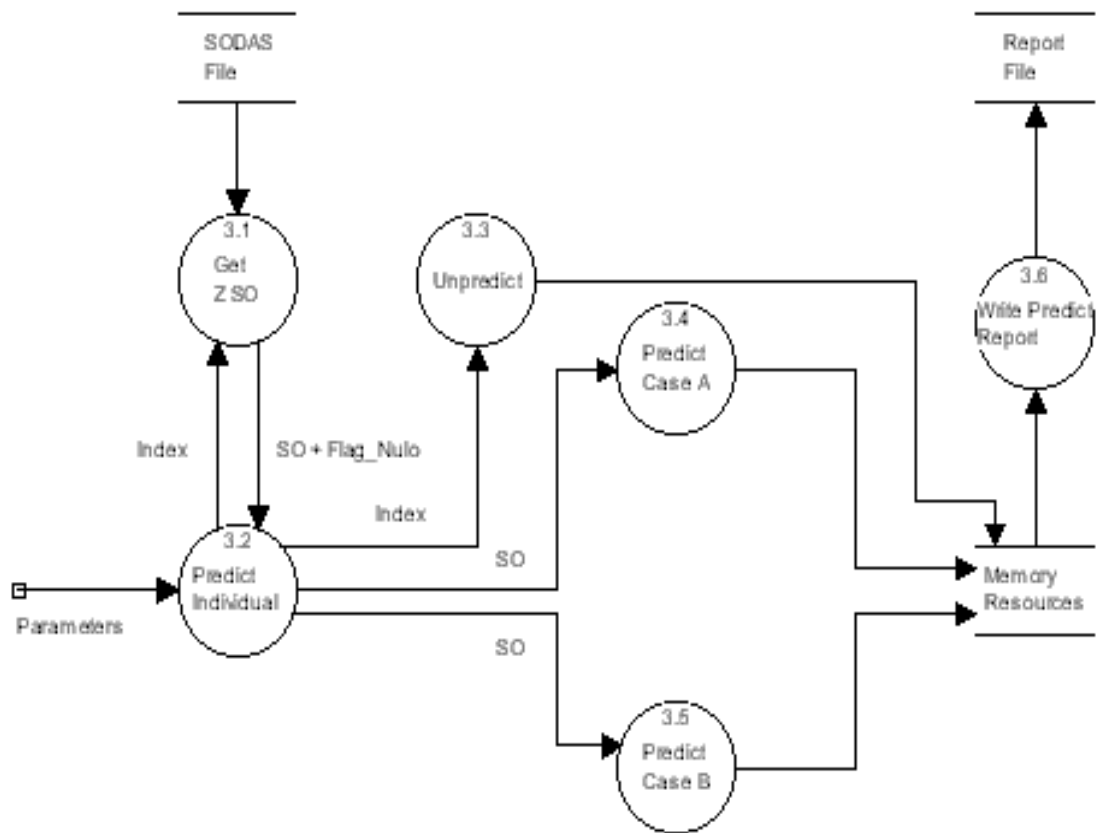 SODAS
File
Report
File
3.1
Get
Z SO
3.3
Unpredict
3.4
Predict
Case A
3.6
Write Predict
Report
Index
SO + Flag_Nulo
Index
3.2
Predict
Individual
SO
Parameters
SO
Memory
Resources
3.5
Predict
Case B